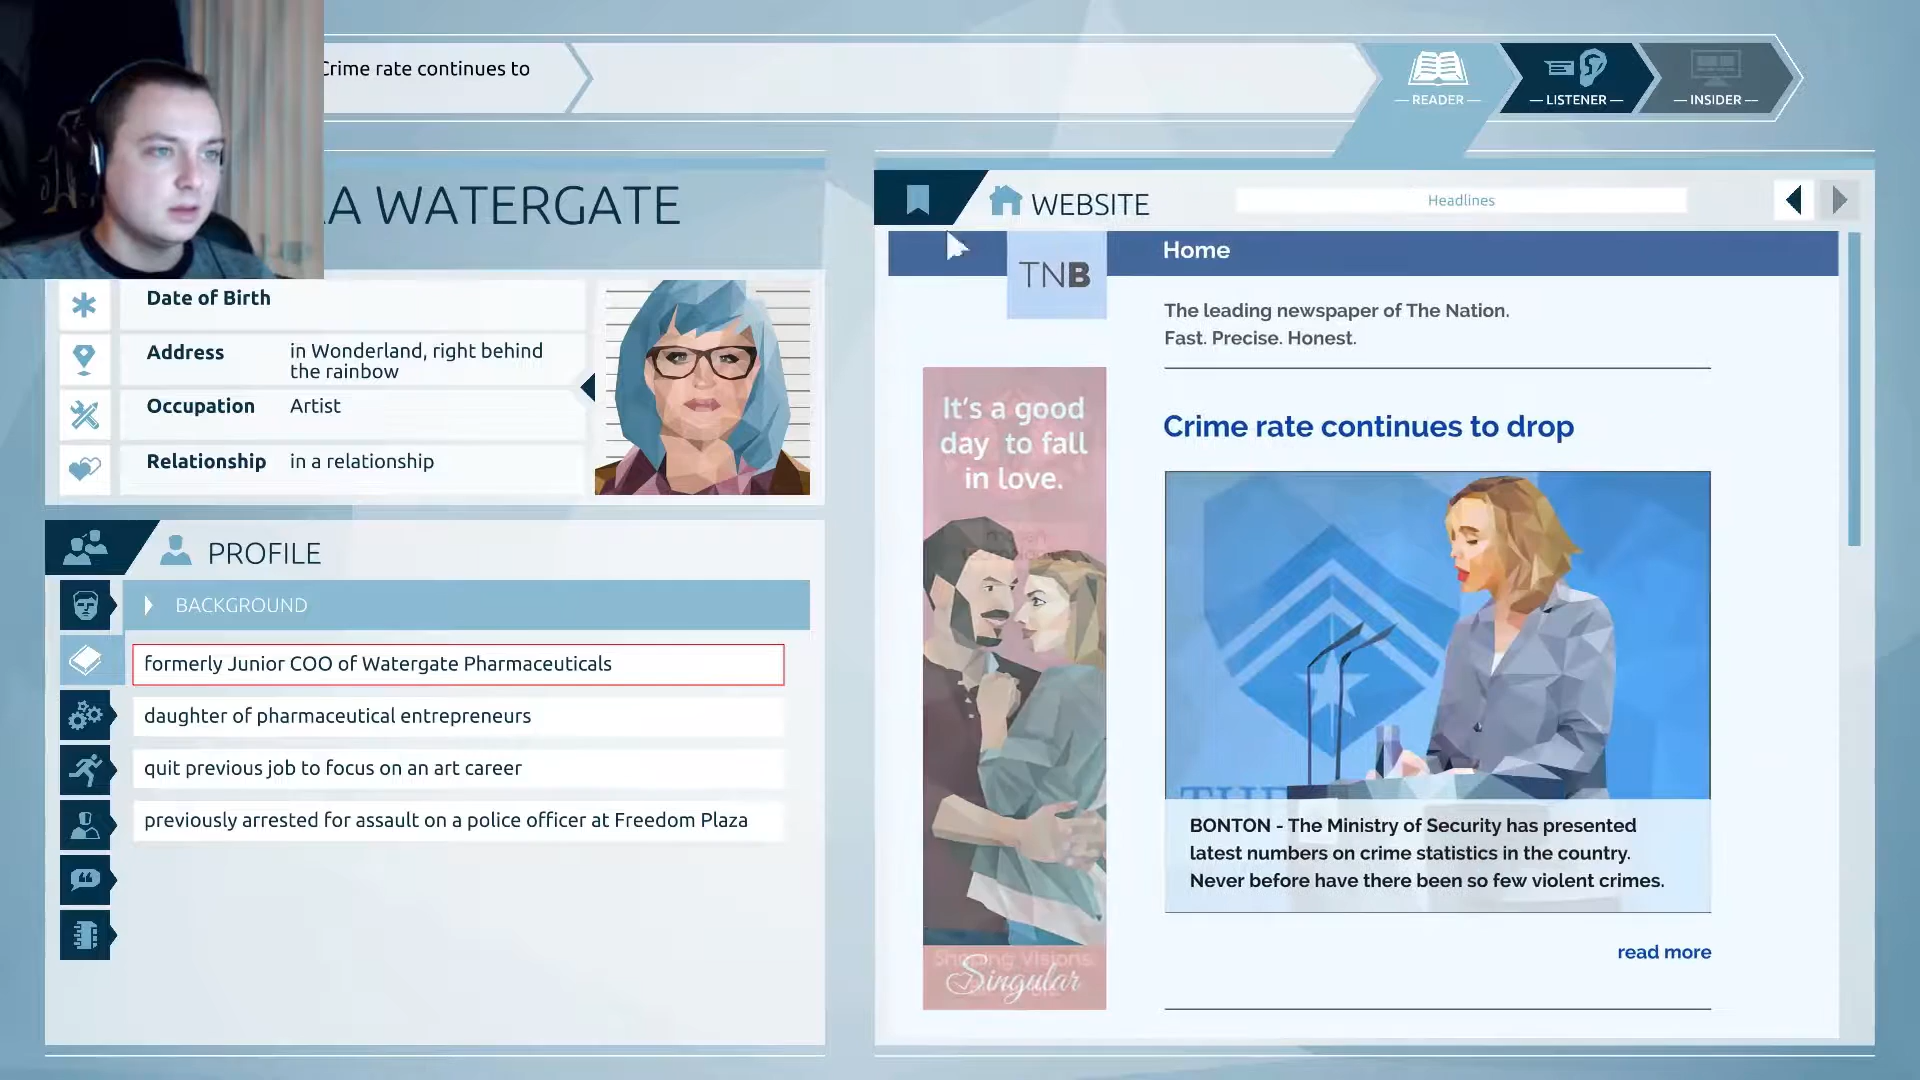 Crime rate continues to
READER
LISTENER
INSIDER
A WATERGATE
Date of Birth
Address in Wonderland, right behind
the rainbow
Occupation Artist
Relationship in a relationship
PROFILE
BACKGROUND
formerly Junior COO of Watergate Pharmaceuticals
daughter of pharmaceutical entrepreneurs
quit previous job to focus on an art career
previously arrested for assault on a police officer at Freedom Plaza
WEBSITE
Headlines
TNB
Home
The leading newspaper of The Nation.
Fast. Precise. Honest.
It's a good
day to fall
in love.
Shaping Visions
Singular
Crime rate continues to drop
THE
BONTON - The Ministry of Security has presented
latest numbers on crime statistics in the country.
Never before have there been so few violent crimes.
read more